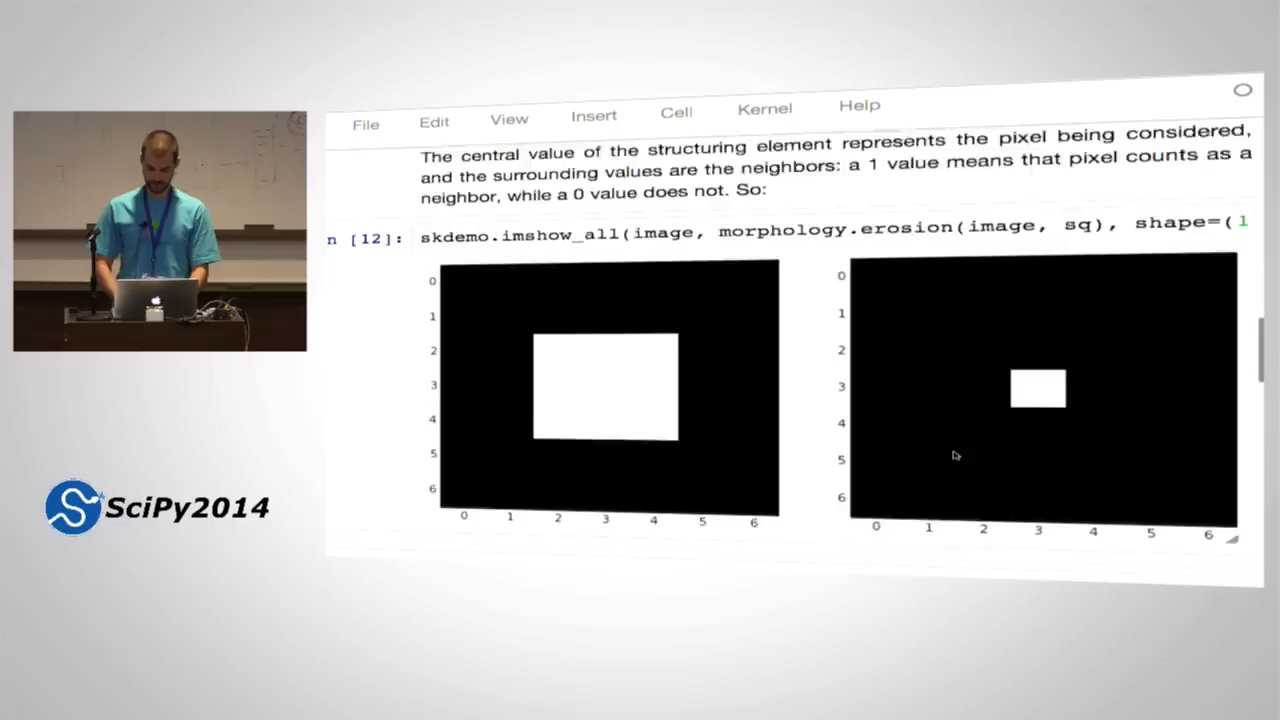 File Edit View Insert Cell Kernel Help
The central value of the structuring element represents the pixel being considered,
and the surrounding values are the neighbors: a 1 value means that pixel counts as a
neighbor, while a 0 value does not. So:
n [12]: skdemo.imshow_all(image, morphology.erosion(image, sq), shape=(1
0
1
2
3
4
5
6
0 1 2 3 4 5 6
0
1
2
3
4
5
6
0 1 2 3 4 5 6
SciPy2014